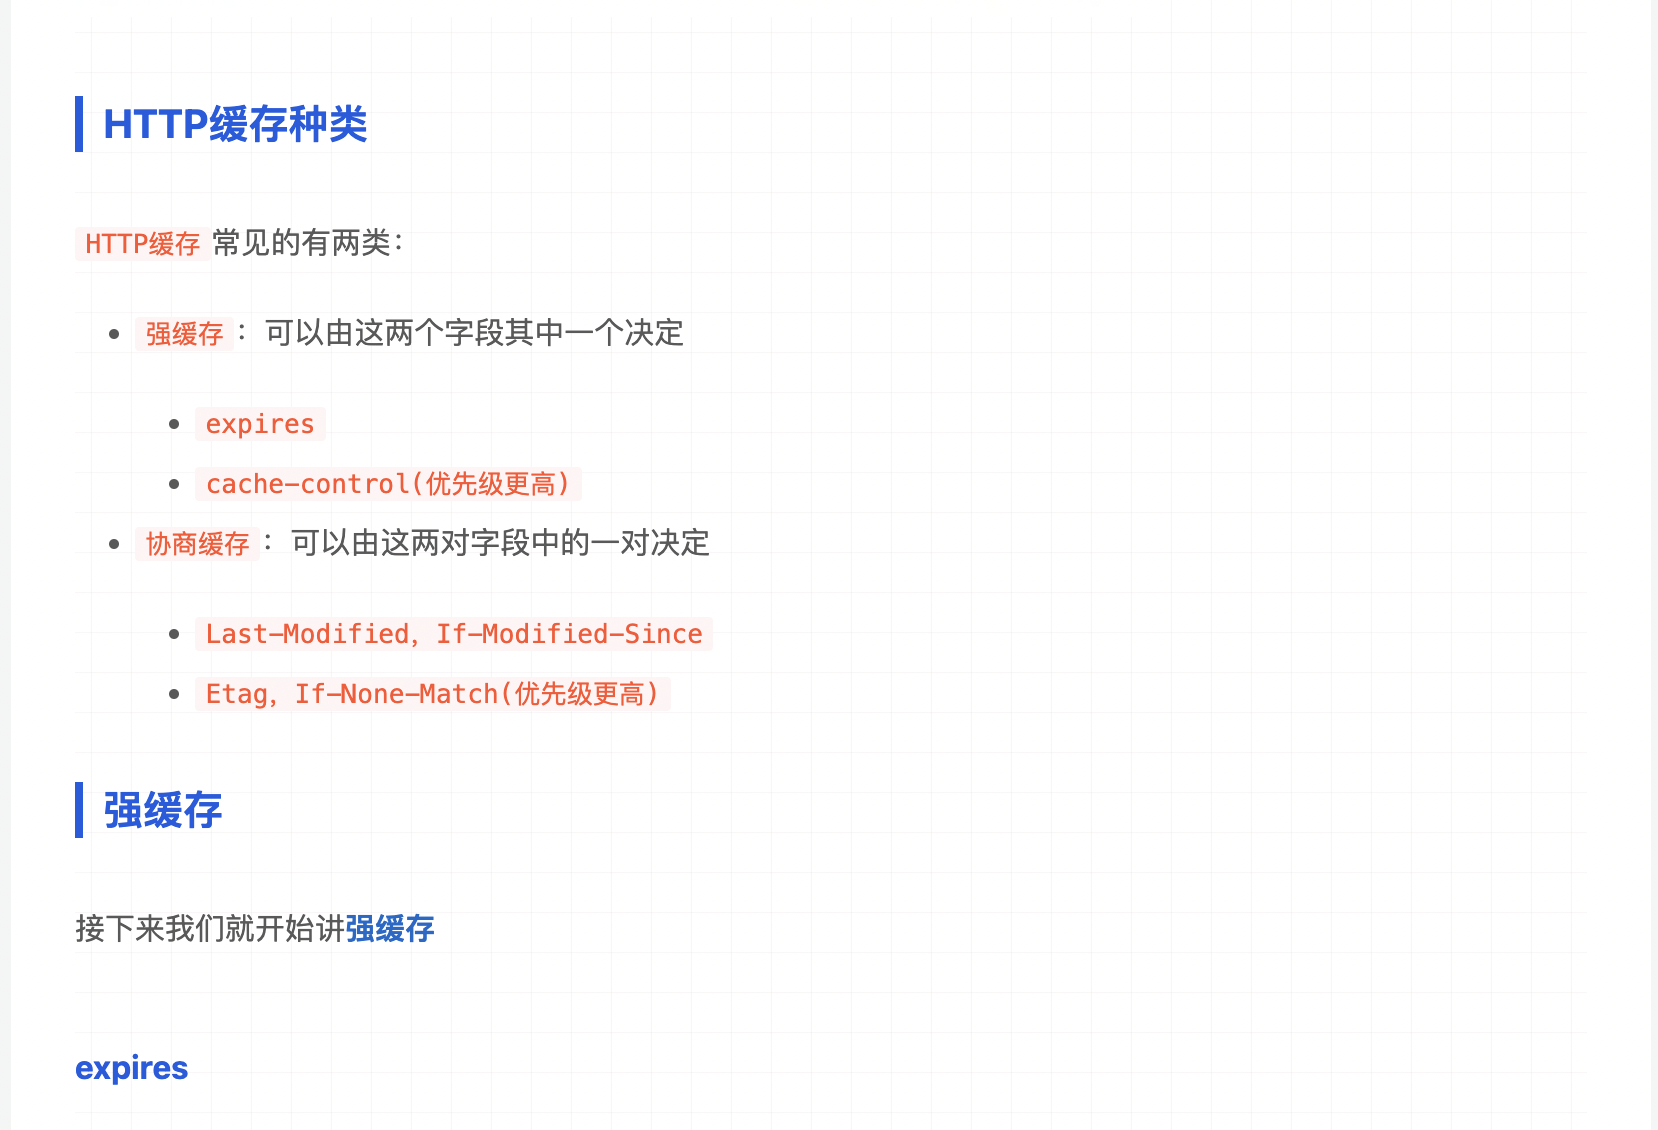 HTTP缓存种类
HTTP缓存常见的有两类：
强缓存：可以由这两个字段其中一个决定
expires
cache-control(优先级更高)
协商缓存：可以由这两对字段中的一对决定
Last-Modified，If-Modified-Since
Etag，If-None-Match(优先级更高)
强缓存
接下来我们就开始讲强缓存
expires